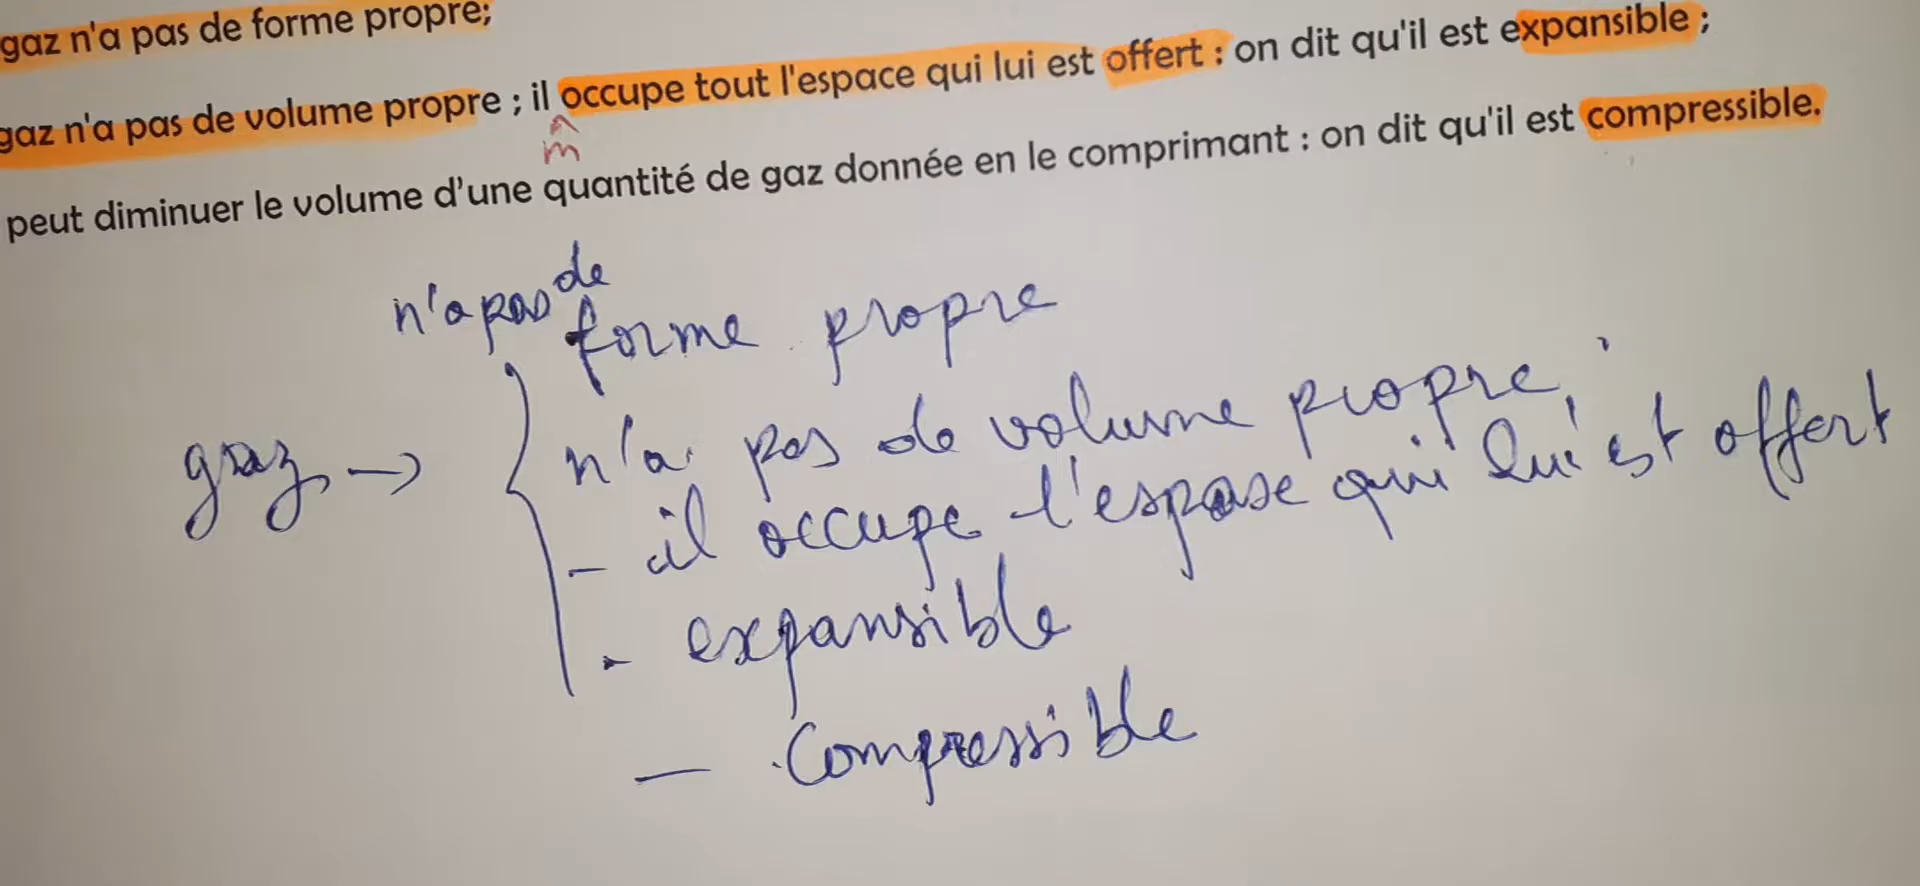 gaz n'a pas de forme propre;
gaz n'a pas de volume propre ; il occupe tout l'espace qui lui est offert : on dit qu'il est expansible ;
m
peut diminuer le volume d'une quantité de gaz donnée en le comprimant : on dit qu'il est compressible.
n'a pas de
forme propre
gaz →
n'a pas de volume propre,
- il occupe l'espase qui lui est offert
- expansible
- Compressible